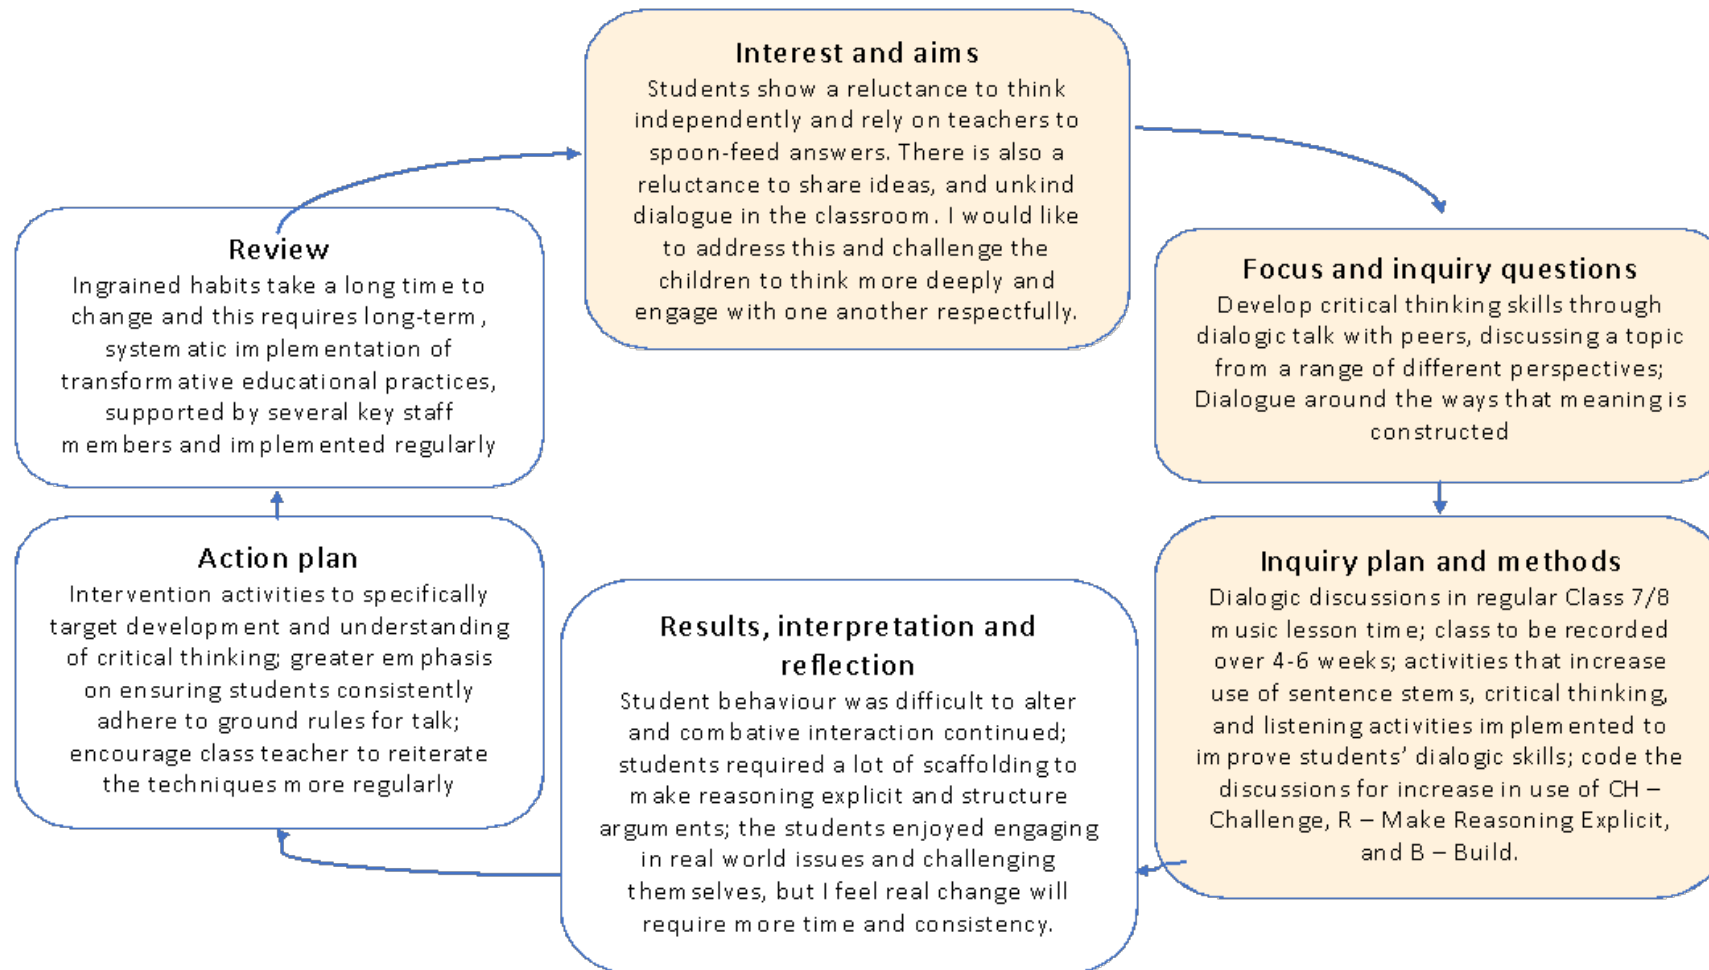 Interest and aims
Students show a reluctance to think
independently and rely on teachers to
spoon-feed answers. There is also a
reluctance to share ideas, and unkind
dialogue in the classroom. I would like
to address this and challenge the
children to think more deeply and
engage with one another respectfully.
Focus and inquiry questions
Develop critical thinking skills through
dialogic talk with peers, discussing a topic
from a range of different perspectives;
Dialogue around the ways that meaning is
constructed
Inquiry plan and methods
Dialogic discussions in regular Class 7/8
music lesson time; class to be recorded
over 4-6 weeks; activities that increase
use of sentence stems, critical thinking,
and listening activities implemented to
improve students’ dialogic skills; code the
discussions for increase in use of CH –
Challenge, R – Make Reasoning Explicit,
and B – Build.
Results, interpretation and
reflection
Student behaviour was difficult to alter
and combative interaction continued;
students required a lot of scaffolding to
make reasoning explicit and structure
arguments; the students enjoyed engaging
in real world issues and challenging
themselves, but I feel real change will
require more time and consistency.
Action plan
Intervention activities to specifically
target development and understanding
of critical thinking; greater emphasis
on ensuring students consistently
adhere to ground rules for talk;
encourage class teacher to reiterate
the techniques more regularly
Review
Ingrained habits take a long time to
change and this requires long-term,
systematic implementation of
transformative educational practices,
supported by several key staff
members and implemented regularly